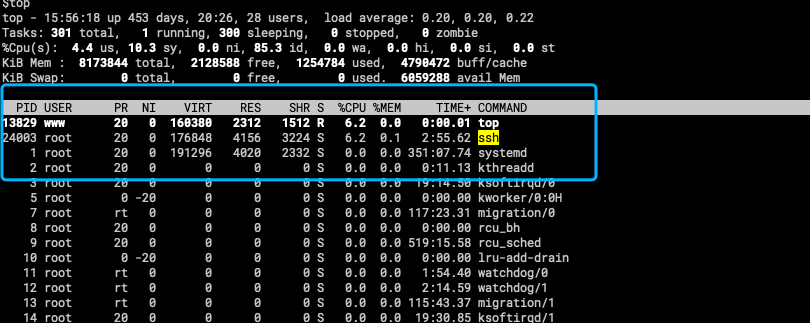 $top
top - 15:56:18 up 453 days, 20:26, 28 users,  load average: 0.20, 0.20, 0.22
Tasks: 301 total,   1 running, 300 sleeping,   0 stopped,   0 zombie
%Cpu(s):  4.4 us, 10.3 sy,  0.0 ni, 85.3 id,  0.0 wa,  0.0 hi,  0.0 si,  0.0 st
KiB Mem :  8173844 total,  2128588 free,  1254784 used,  4790472 buff/cache
KiB Swap:        0 total,        0 free,        0 used.  6059288 avail Mem
PID USER      PR  NI    VIRT    RES    SHR S  %CPU %MEM     TIME+ COMMAND
13829 www       20   0  160380   2312   1512 R   6.2  0.0   0:00.01 top
24003 root      20   0  176848   4156   3224 S   6.2  0.1   2:55.62 ssh
1 root      20   0  191296   4020   2332 S   0.0  0.0 351:07.74 systemd
2 root      20   0       0      0      0 S   0.0  0.0   0:11.13 kthreadd
3 root      20   0       0      0      0 S   0.0  0.0  19:14.50 ksoftirqd/0
5 root       0 -20       0      0      0 S   0.0  0.0   0:00.00 kworker/0:0H
7 root      rt   0       0      0      0 S   0.0  0.0 117:23.31 migration/0
8 root      20   0       0      0      0 S   0.0  0.0   0:00.00 rcu_bh
9 root      20   0       0      0      0 S   0.0  0.0 519:15.58 rcu_sched
10 root       0 -20       0      0      0 S   0.0  0.0   0:00.00 lru-add-drain
11 root      rt   0       0      0      0 S   0.0  0.0   1:54.40 watchdog/0
12 root      rt   0       0      0      0 S   0.0  0.0   2:14.59 watchdog/1
13 root      rt   0       0      0      0 S   0.0  0.0 115:43.37 migration/1
14 root      20   0       0      0      0 S   0.0  0.0  19:30.85 ksoftirqd/1